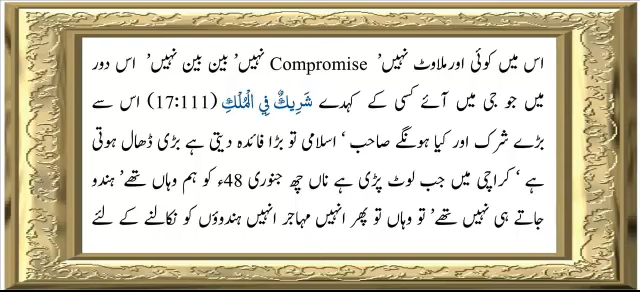 اس میں کوئی اور ملاوٹ نہیں’ Compromise نہیں’ بین بین نہیں’ اس دور
میں جو جی میں آئے کسی کے کہدے شَرِيكٌ فِي الْمُلْكِ (17:111) اس سے
بڑے شرک اور کیا ہونگے صاحب ‘ اسلامی تو بڑا فائدہ دیتی ہے بڑی ڈھال ہوتی
ہے ‘ کراچی میں جب لوٹ پڑی ہے ناں چھ جنوری 48ء کو ہم وہاں تھے’ ہندو
جاتے ہی نہیں تھے’ تو وہاں تو پھر انہیں مہاجر انہیں ہندوؤں کو نکالنے کے لئے